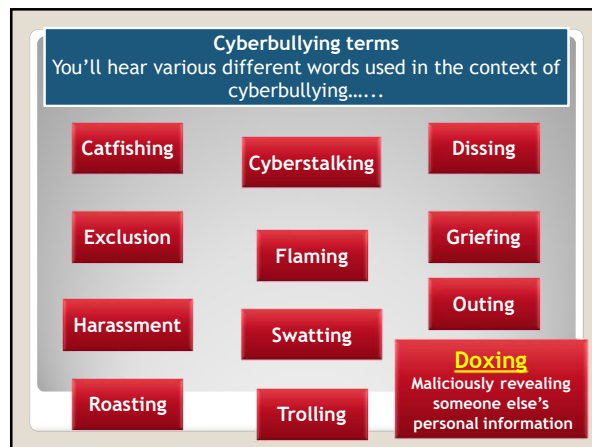 Cyberbullying terms
You'll hear various different words used in the context of
cyberbullying…...
Catfishing
Cyberstalking
Dissing
Exclusion
Flaming
Griefing
Harassment
Swatting
Outing
Roasting
Trolling
Doxing
Maliciously revealing
someone else's
personal information